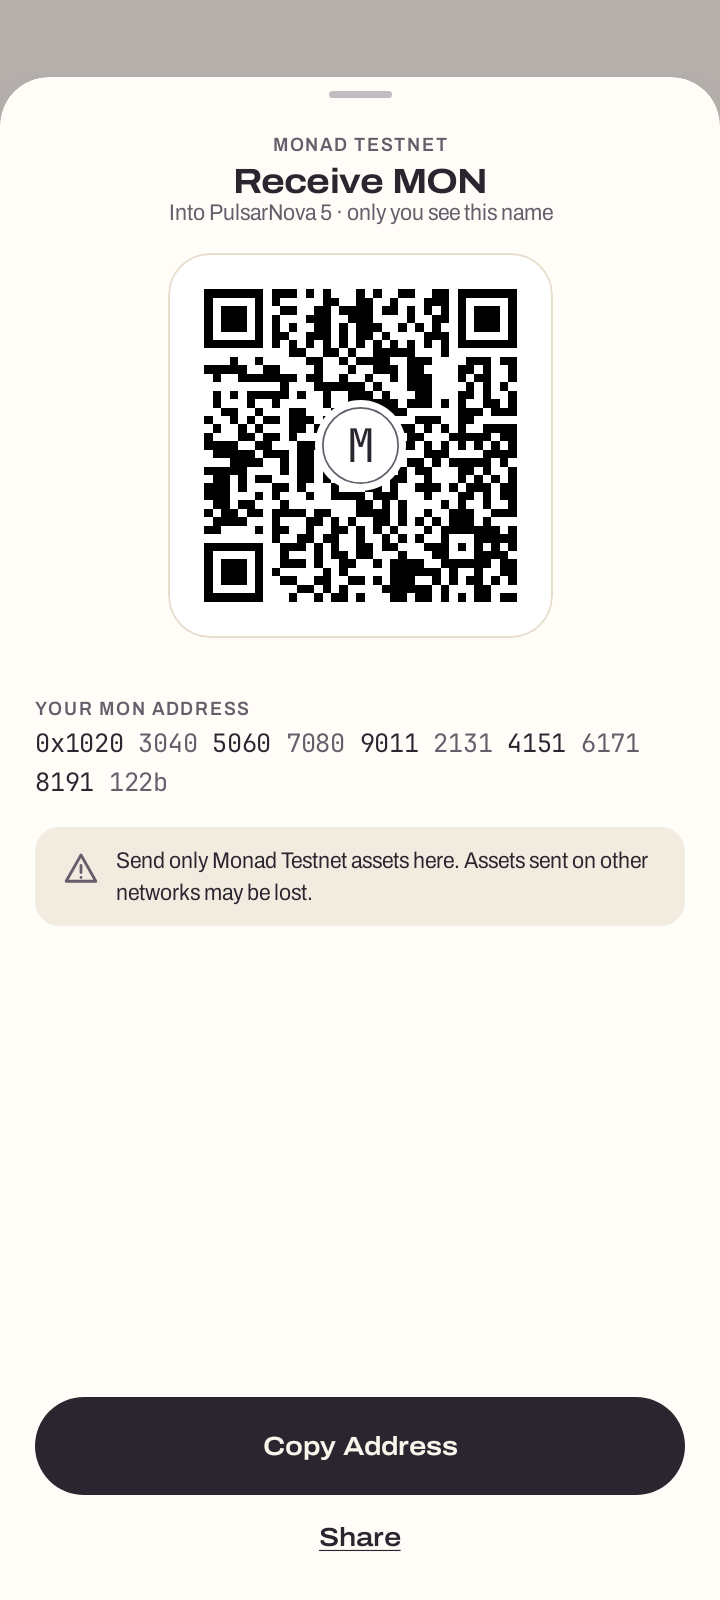 MONAD TESTNET
Receive MON
Into PulsarNova 5 · only you see this name
M
YOUR MON ADDRESS
0x1020 3040 5060 7080 9011 2131 4151 6171
8191 122b
Send only Monad Testnet assets here. Assets sent on other
networks may be lost.
Copy Address
Share